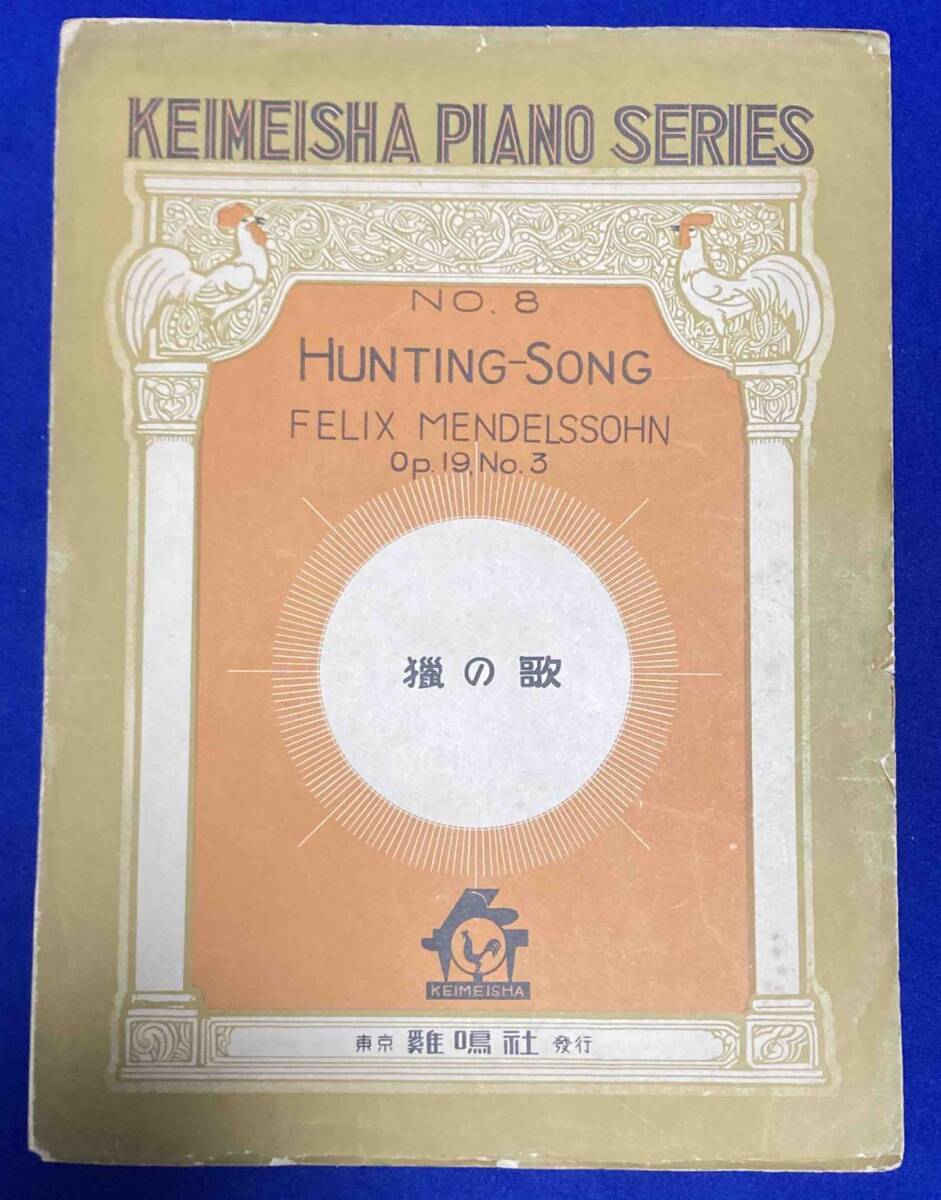 KEIMEISHA PIANO SERIES
NO. 8
HUNTING-SONG
FELIX MENDELSSOHN
Op. 19, No. 3
獵の歌
KEIMEISHA
東京 雞鳴社 發行